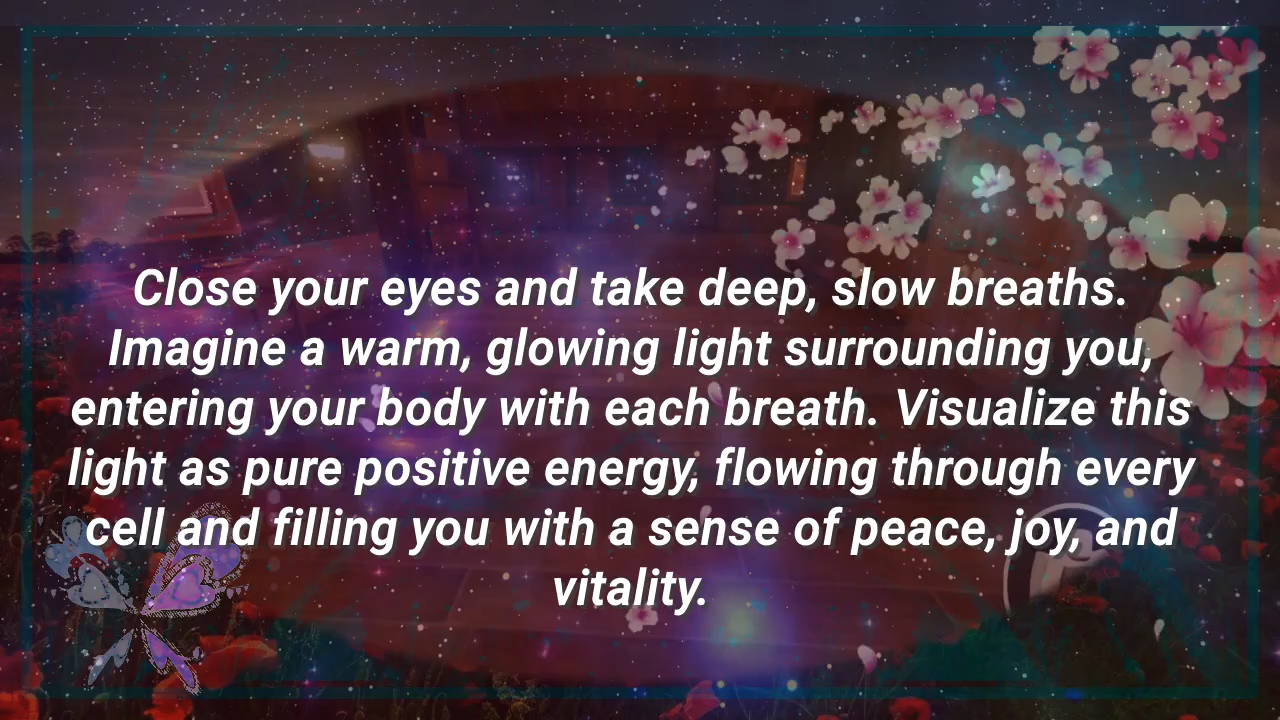 Close your eyes and take deep, slow breaths.
Imagine a warm, glowing light surrounding you,
entering your body with each breath. Visualize this
light as pure positive energy, flowing through every
cell and filling you with a sense of peace, joy, and
vitality.